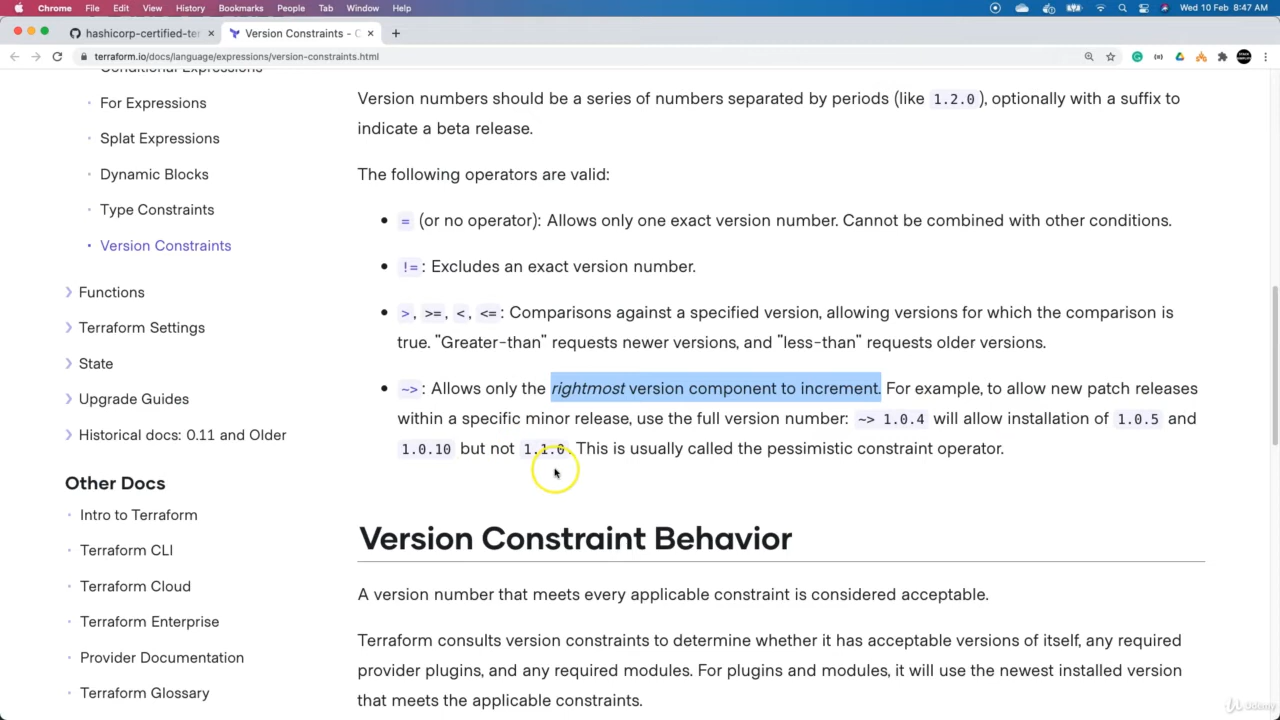 Chrome File Edit View History Bookmarks People Tab Window Help Wed 10 Feb 8:47 AM
hashicorp-certified-ter
Version Constraints - C
terraform.io/docs/language/expressions/version-constraints.html
Conditional Expressions
For Expressions
Splat Expressions
Dynamic Blocks
Type Constraints
Version Constraints
Functions
Terraform Settings
State
Upgrade Guides
Historical docs: 0.11 and Older
Other Docs
Intro to Terraform
Terraform CLI
Terraform Cloud
Terraform Enterprise
Provider Documentation
Terraform Glossary
Version numbers should be a series of numbers separated by periods (like 1.2.0), optionally with a suffix to
indicate a beta release.
The following operators are valid:
= (or no operator): Allows only one exact version number. Cannot be combined with other conditions.
!=: Excludes an exact version number.
>, >=, <, <=: Comparisons against a specified version, allowing versions for which the comparison is
true. "Greater-than" requests newer versions, and "less-than" requests older versions.
~>: Allows only the rightmost version component to increment. For example, to allow new patch releases
within a specific minor release, use the full version number: ~> 1.0.4 will allow installation of 1.0.5 and
1.0.10 but not 1.1.0. This is usually called the pessimistic constraint operator.
Version Constraint Behavior
A version number that meets every applicable constraint is considered acceptable.
Terraform consults version constraints to determine whether it has acceptable versions of itself, any required
provider plugins, and any required modules. For plugins and modules, it will use the newest installed version
that meets the applicable constraints.
Udemy